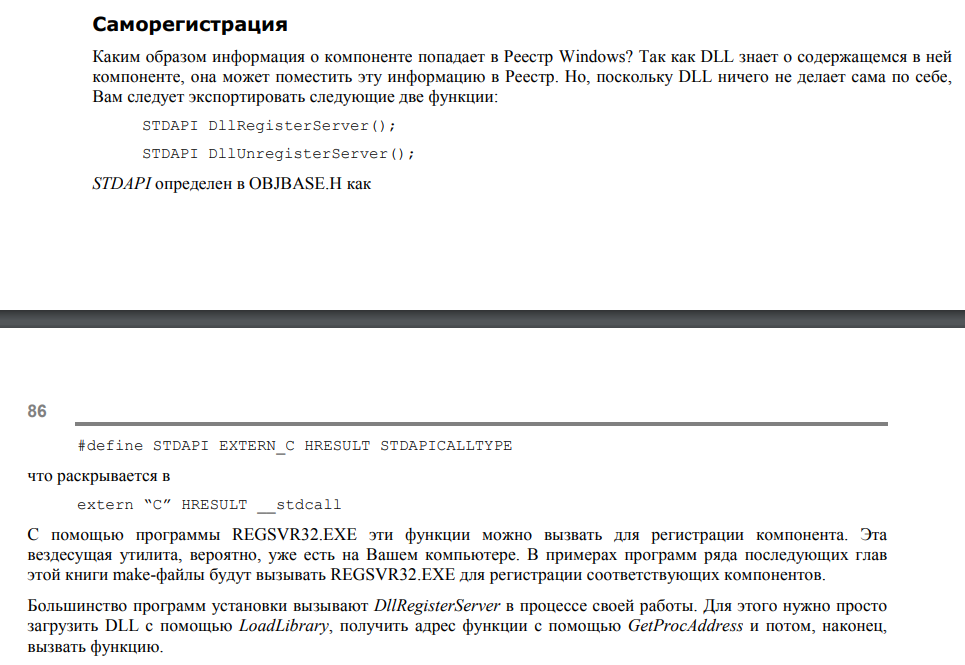 Саморегистрация
Каким образом информация о компоненте попадает в Реестр Windows? Так как DLL знает о содержащемся в ней
компоненте, она может поместить эту информацию в Реестр. Но, поскольку DLL ничего не делает сама по себе,
Вам следует экспортировать следующие две функции:
STDAPI DllRegisterServer();
STDAPI DllUnregisterServer();
STDAPI определен в OBJBASE.H как
86
#define STDAPI EXTERN_C HRESULT STDAPICALLTYPE
что раскрывается в
extern “C” HRESULT __stdcall
С помощью программы REGSVR32.EXE эти функции можно вызвать для регистрации компонента. Эта
вездесущая утилита, вероятно, уже есть на Вашем компьютере. В примерах программ ряда последующих глав
этой книги make-файлы будут вызывать REGSVR32.EXE для регистрации соответствующих компонентов.
Большинство программ установки вызывают DllRegisterServer в процессе своей работы. Для этого нужно просто
загрузить DLL с помощью LoadLibrary, получить адрес функции с помощью GetProcAddress и потом, наконец,
вызвать функцию.